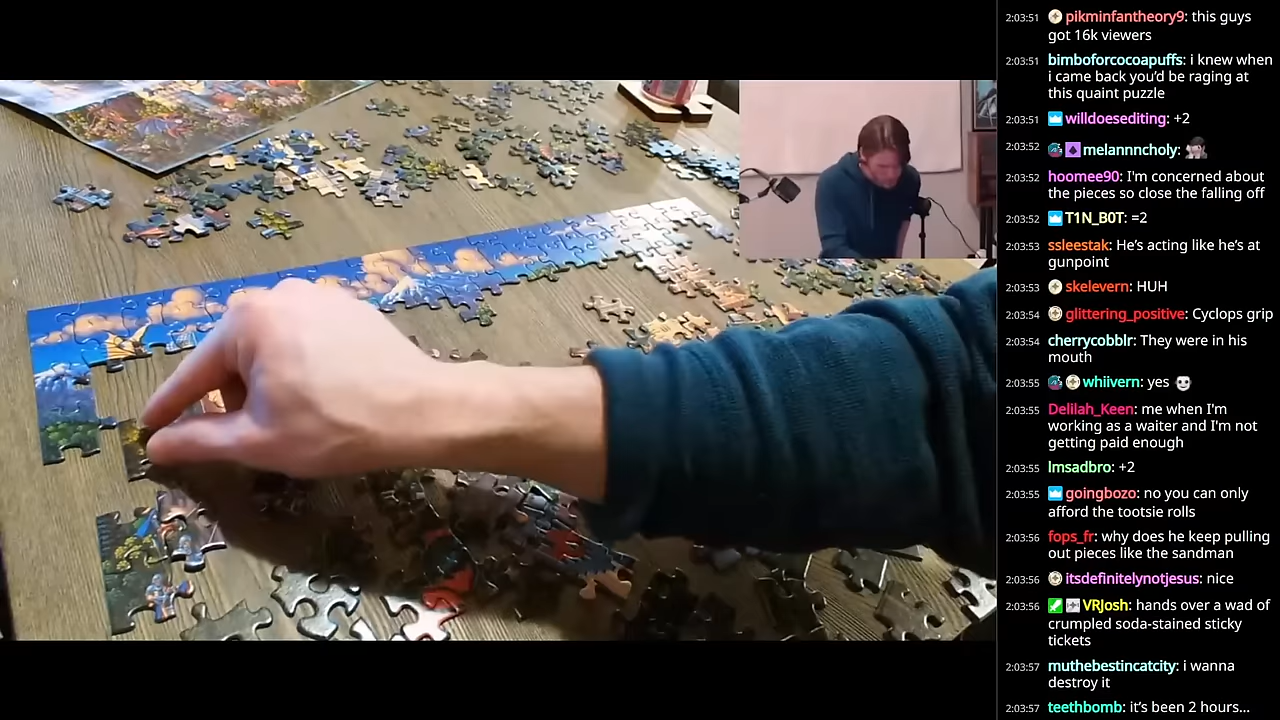 2:03:51 pikminfantheory9: this guys
got 16k viewers
2:03:51 bimboforcocoapuffs: i knew when
i came back you'd be raging at
this quaint puzzle
2:03:51 willdoesediting: +2
2:03:52 melannncholy:
2:03:52 hoomee90: I'm concerned about
the pieces so close the falling off
2:03:52 T1N_B0T: =2
2:03:53 ssleestak: He's acting like he's at
gunpoint
2:03:53 skelevern: HUH
2:03:54 glittering_positive: Cyclops grip
2:03:54 cherrycobblr: They were in his
mouth
2:03:55 whiivern: yes
2:03:55 Delilah_Keen: me when I'm
working as a waiter and I'm not
getting paid enough
2:03:55 lmsadbro: +2
2:03:55 goingbozo: no you can only
afford the tootsie rolls
2:03:56 fops_fr: why does he keep pulling
out pieces like the sandman
2:03:56 itsdefinitelynotjesus: nice
2:03:56 VRJosh: hands over a wad of
crumpled soda-stained sticky
tickets
2:03:57 muthebestincatcity: i wanna
destroy it
2:03:57 teethbomb: it's been 2 hours...